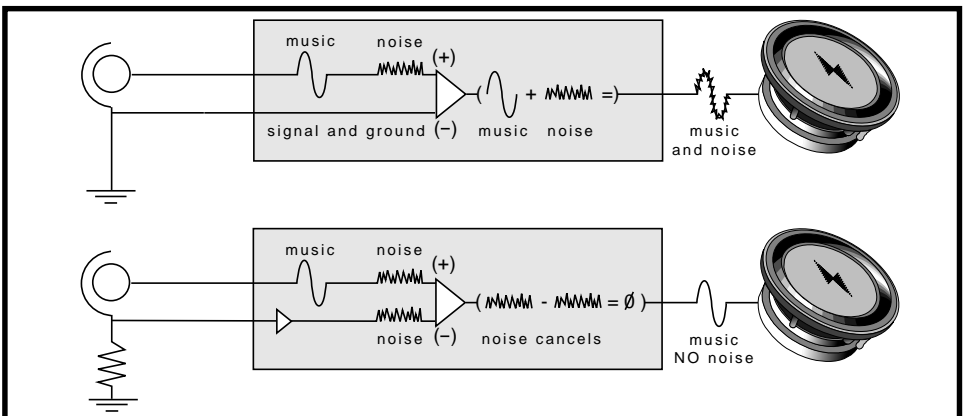 music noise (+)
( + =)
signal and ground (–) music noise
music
and noise
music noise (+)
( - = Ø )
noise (–) noise cancels
music
NO noise